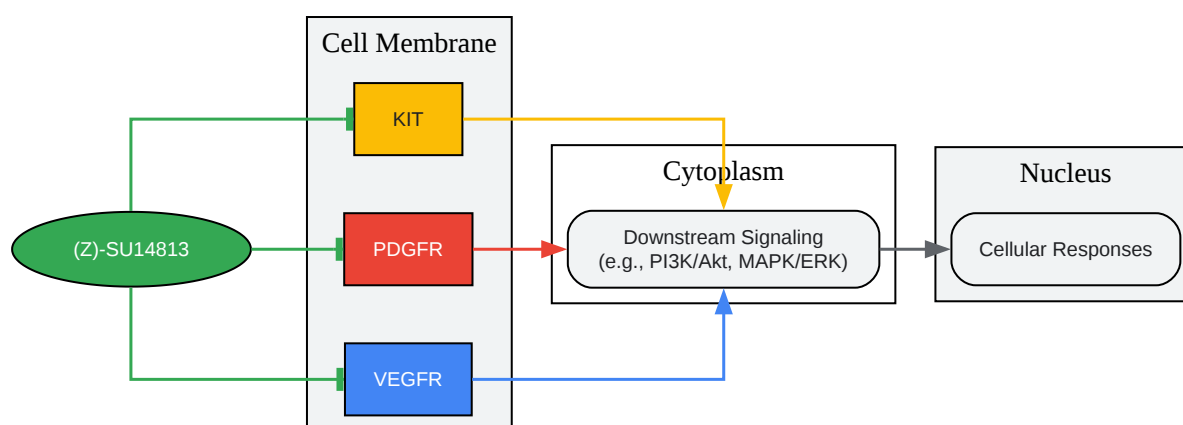 Cell Membrane
KIT
Cytoplasm
Nucleus
(Z)-SU14813
PDGFR
Downstream Signaling
(e.g., PI3K/Akt, MAPK/ERK)
Cellular Responses
VEGFR